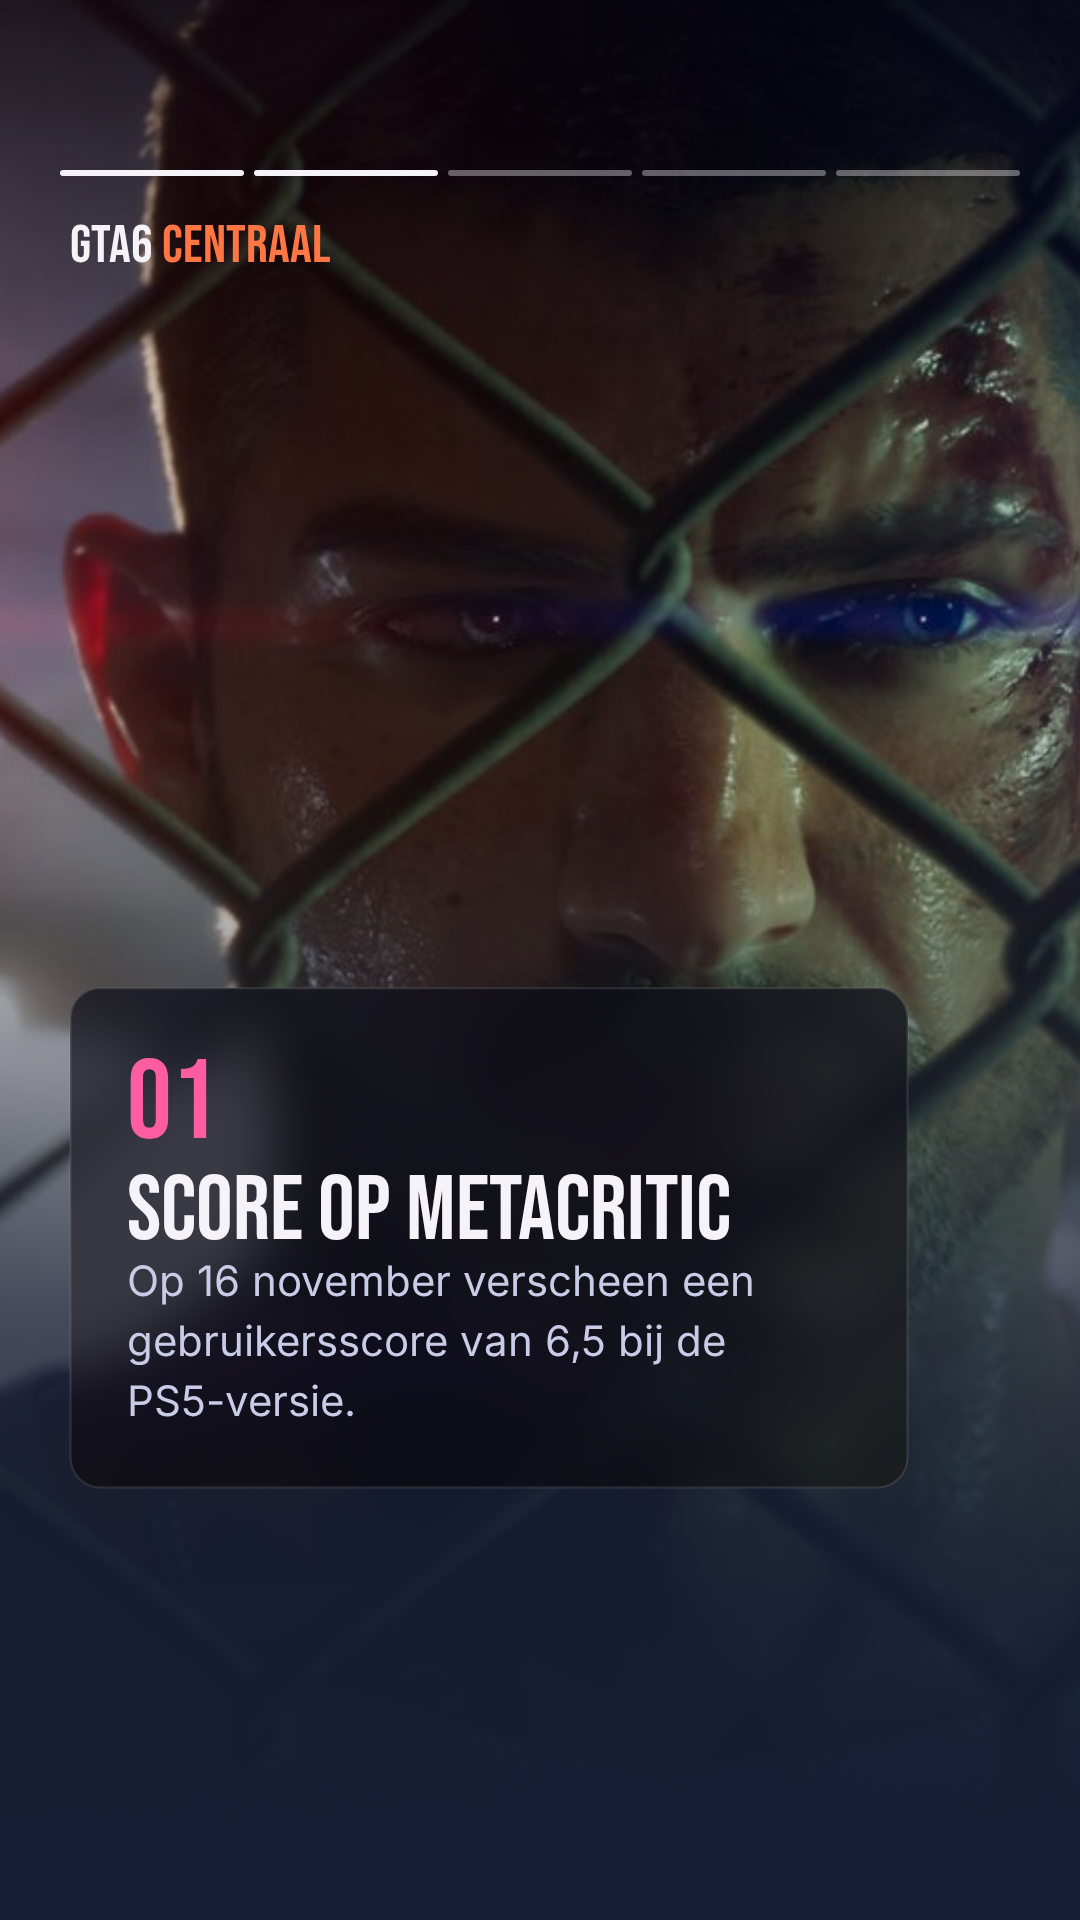 GTA6 CENTRAAL
01
SCORE OP METACRITIC
Op 16 november verscheen een
gebruikersscore van 6,5 bij de
PS5-versie.